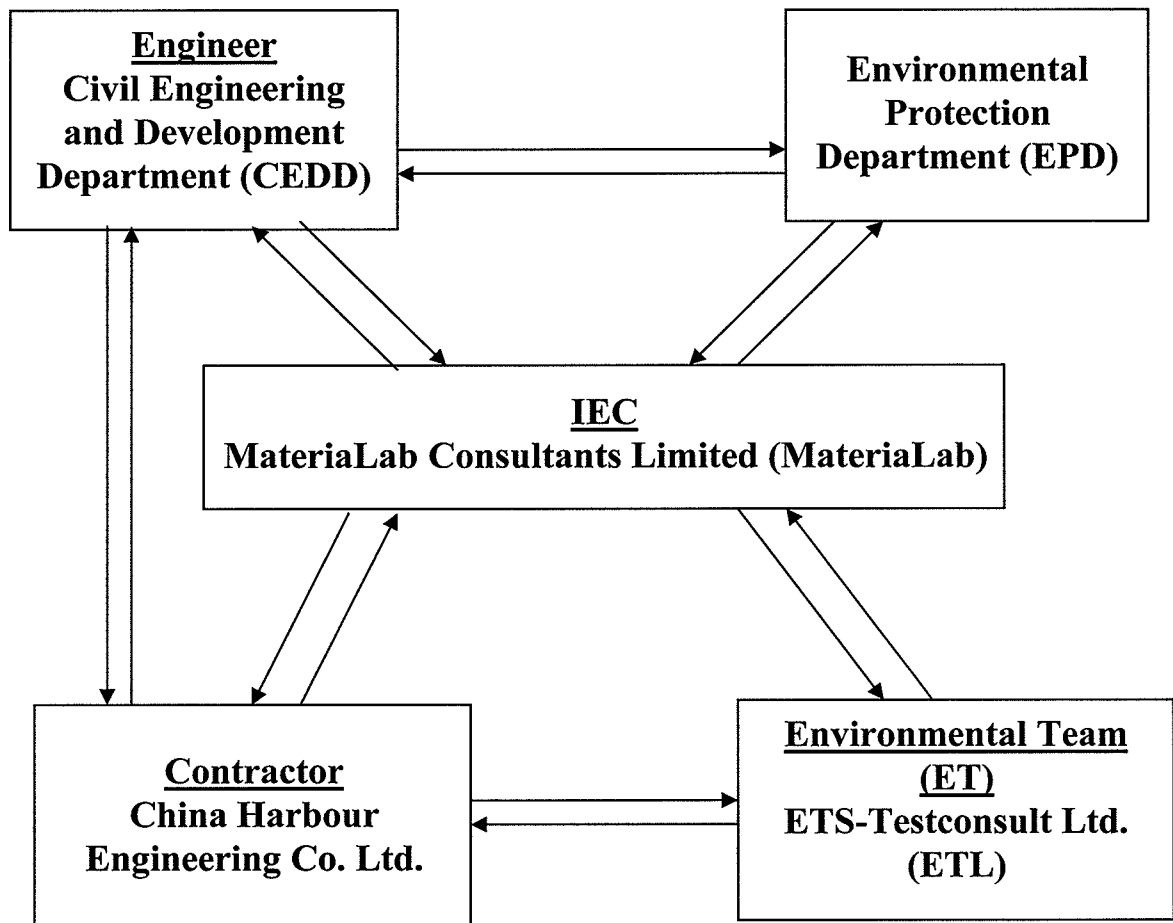 Engineer
Civil Engineering
and Development
Department (CEDD)
Environmental
Protection
Department (EPD)
IEC
MateriaLab Consultants Limited (MateriaLab)
Contractor
China Harbour
Engineering Co. Ltd.
Environmental Team
(ET)
ETS-Testconsult Ltd.
(ETL)